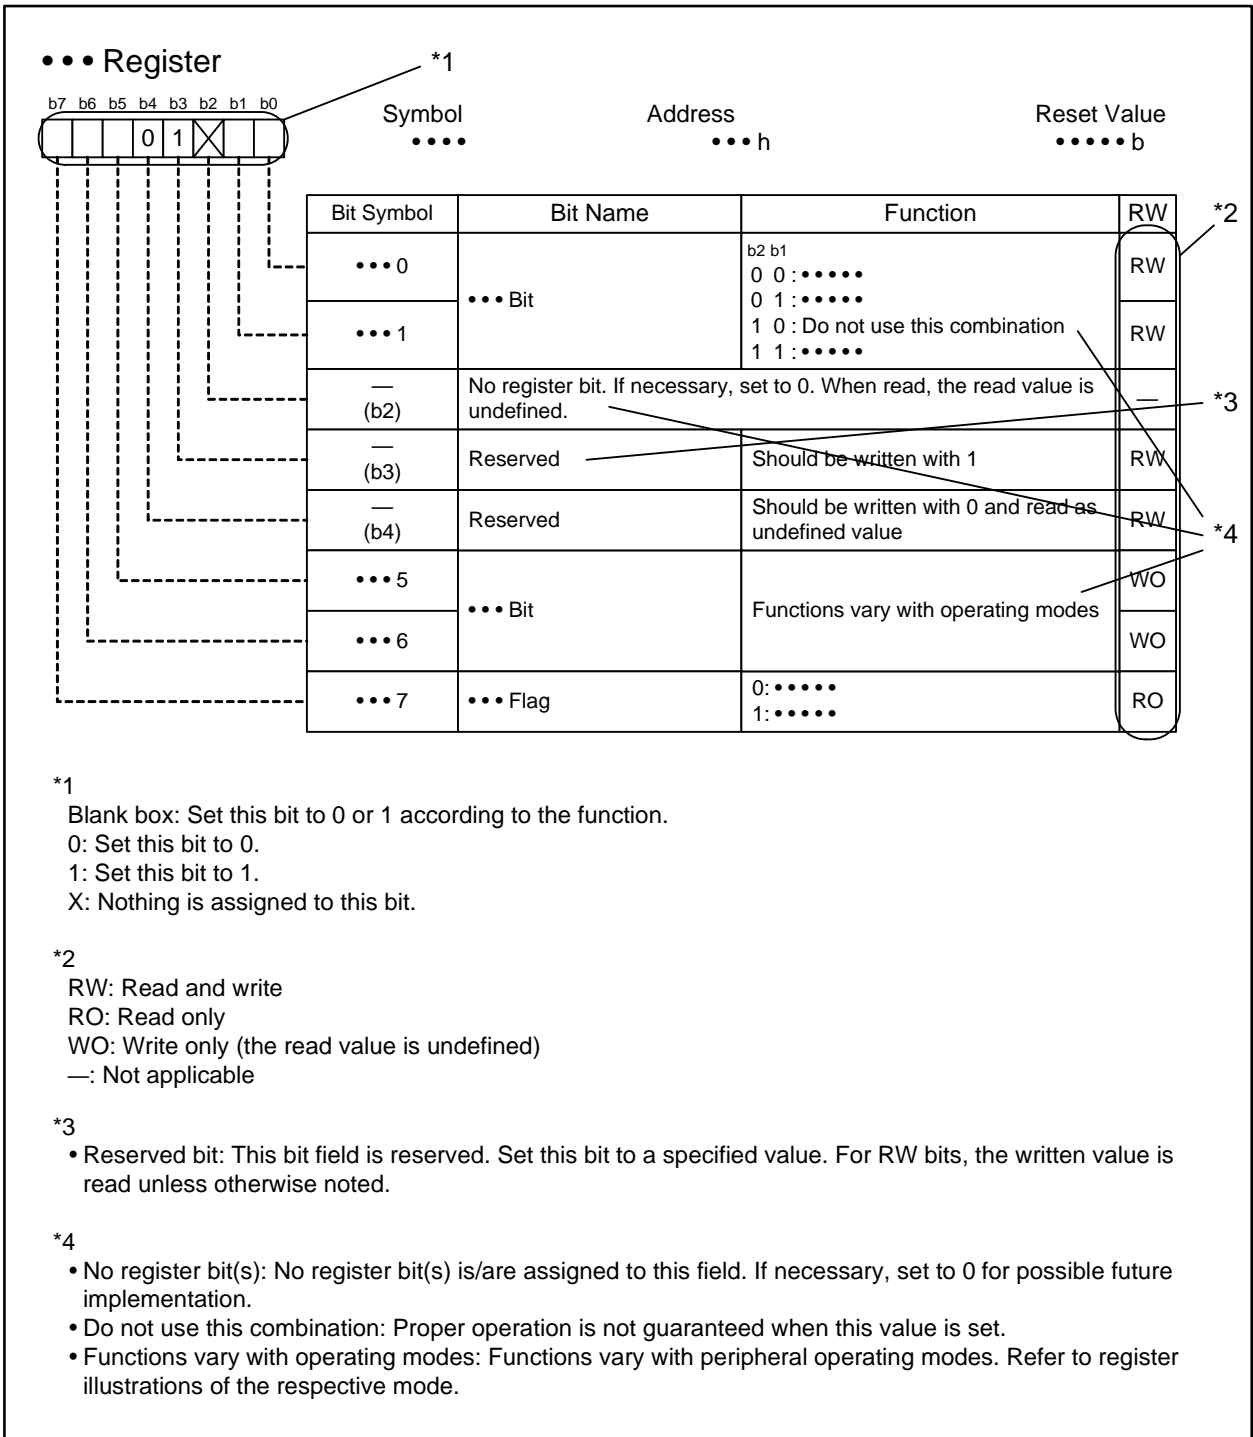 ••• Register
*1
b7 b6 b5 b4 b3 b2 b1 b0
0 1 X
Symbol Address Reset Value
•••• •••h •••••b
Bit Symbol Bit Name Function RW
*2
•••0
••• Bit
b2 b1
0 0 : •••••
0 1 : •••••
1 0 : Do not use this combination
1 1 : •••••
RW
•••1
RW
—
(b2)
No register bit. If necessary, set to 0. When read, the read value is
undefined.
—
*3
—
(b3)
Reserved
Should be written with 1
RW
—
(b4)
Reserved
Should be written with 0 and read as
undefined value
RW
*4
•••5
••• Bit
Functions vary with operating modes
WO
•••6
WO
•••7
••• Flag
0: •••••
1: •••••
RO
*1
Blank box: Set this bit to 0 or 1 according to the function.
0: Set this bit to 0.
1: Set this bit to 1.
X: Nothing is assigned to this bit.
*2
RW: Read and write
RO: Read only
WO: Write only (the read value is undefined)
—: Not applicable
*3
• Reserved bit: This bit field is reserved. Set this bit to a specified value. For RW bits, the written value is
read unless otherwise noted.
*4
• No register bit(s): No register bit(s) is/are assigned to this field. If necessary, set to 0 for possible future
implementation.
• Do not use this combination: Proper operation is not guaranteed when this value is set.
• Functions vary with operating modes: Functions vary with peripheral operating modes. Refer to register
illustrations of the respective mode.